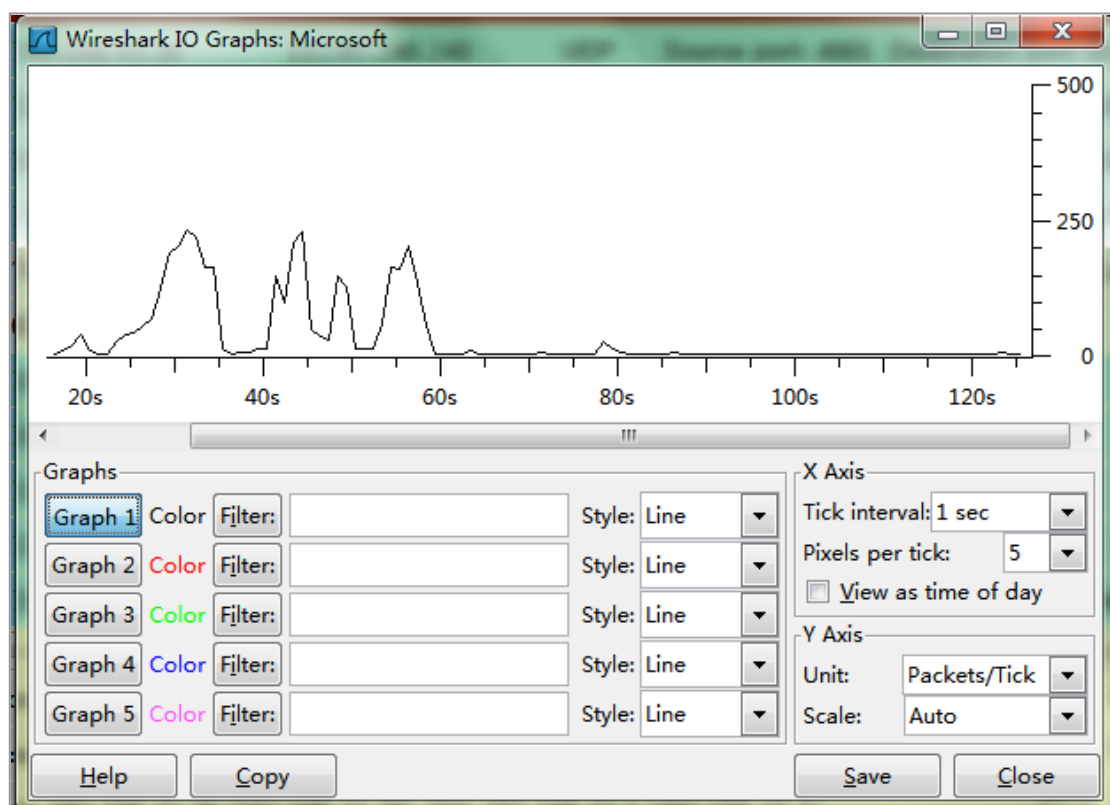 Wireshark IO Graphs: Microsoft
500
250
0
20s 40s 60s 80s 100s 120s
Graphs
Graph 1 Color Filter: Style: Line
Graph 2 Color Filter: Style: Line
Graph 3 Color Filter: Style: Line
Graph 4 Color Filter: Style: Line
Graph 5 Color Filter: Style: Line
X Axis
Tick interval: 1 sec
Pixels per tick: 5
View as time of day
Y Axis
Unit: Packets/Tick
Scale: Auto
Help Copy Save Close